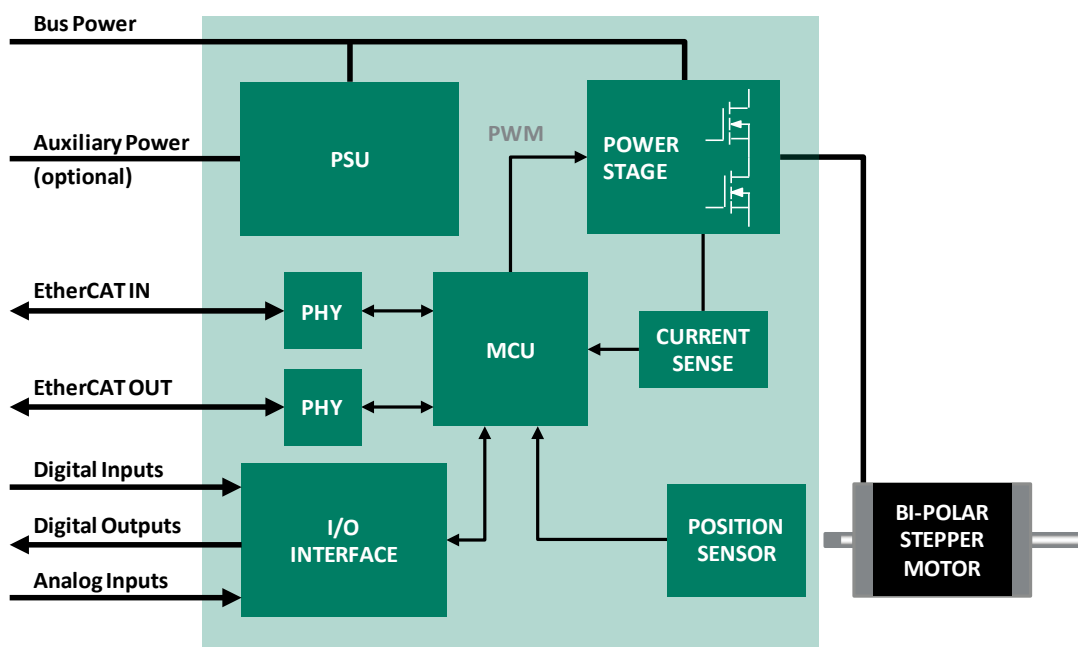 Bus Power
Auxiliary Power
(optional)
PSU
PWM
POWER
STAGE
EtherCAT IN
PHY
MCU
CURRENT
SENSE
EtherCAT OUT
PHY
Digital Inputs
Digital Outputs
Analog Inputs
I/O
INTERFACE
POSITION
SENSOR
BI-POLAR
STEPPER
MOTOR